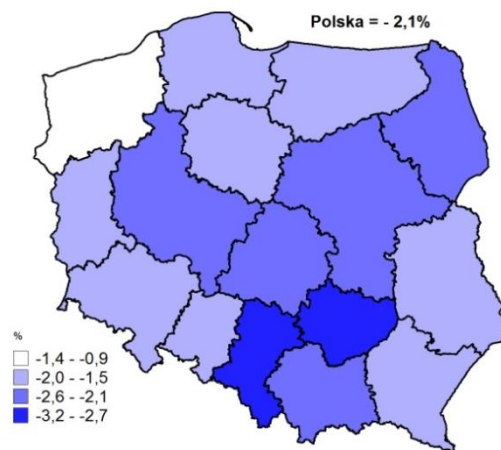 Polska = - 2,1%
%
-1,4 - -0,9
-2,0 - -1,5
-2,6 - -2,1
-3,2 - -2,7